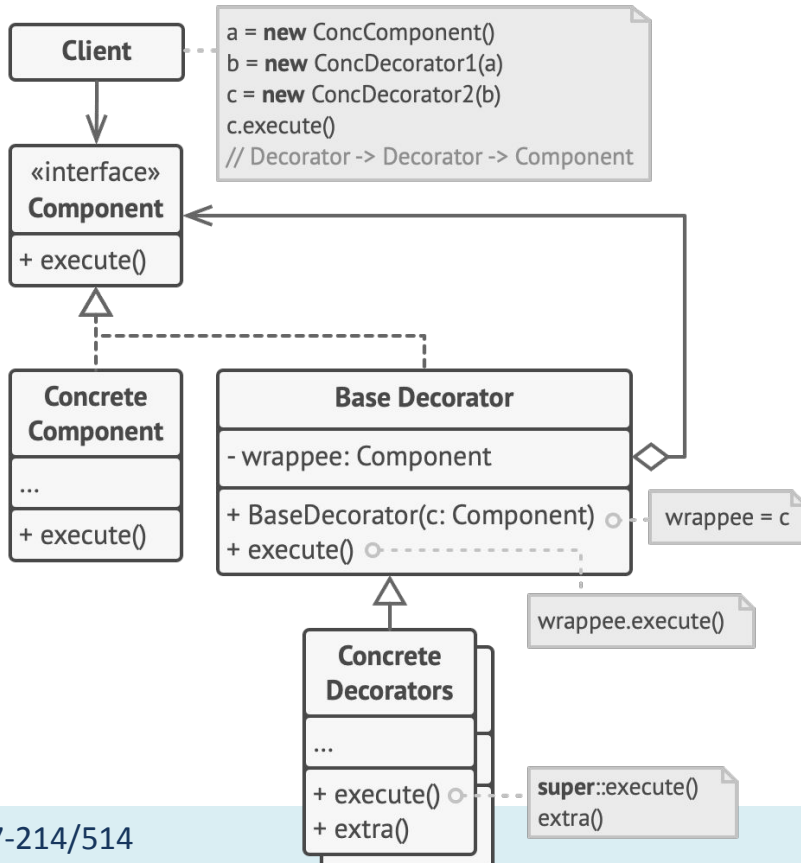 Client
a = new ConcComponent()
b = new ConcDecorator1(a)
c = new ConcDecorator2(b)
c.execute()
// Decorator -> Decorator -> Component
«interface»
Component
+ execute()
Concrete
Component
...
+ execute()
Base Decorator
- wrappee: Component
+ BaseDecorator(c: Component)
+ execute()
wrappee = c
wrappee.execute()
Concrete
Decorators
...
+ execute()
+ extra()
super::execute()
extra()
7-214/514